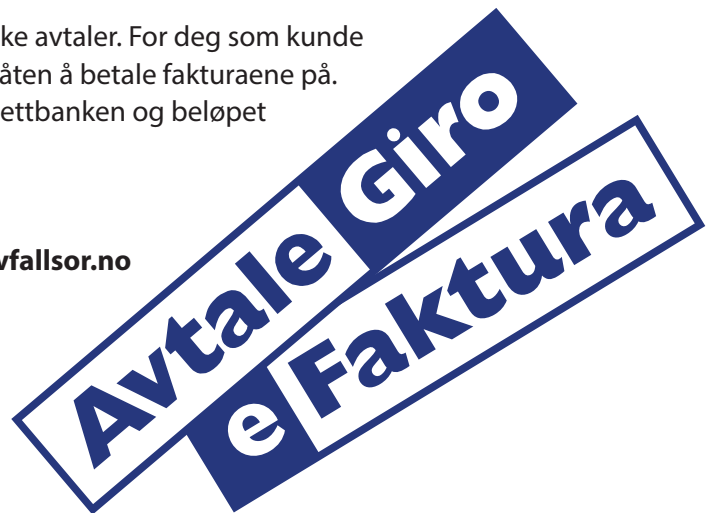 ke avtaler. For deg som kunde
åten å betale fakturaene på.
ettbanken og beløpet
vfallsor.no
Avtale Giro
e Faktura